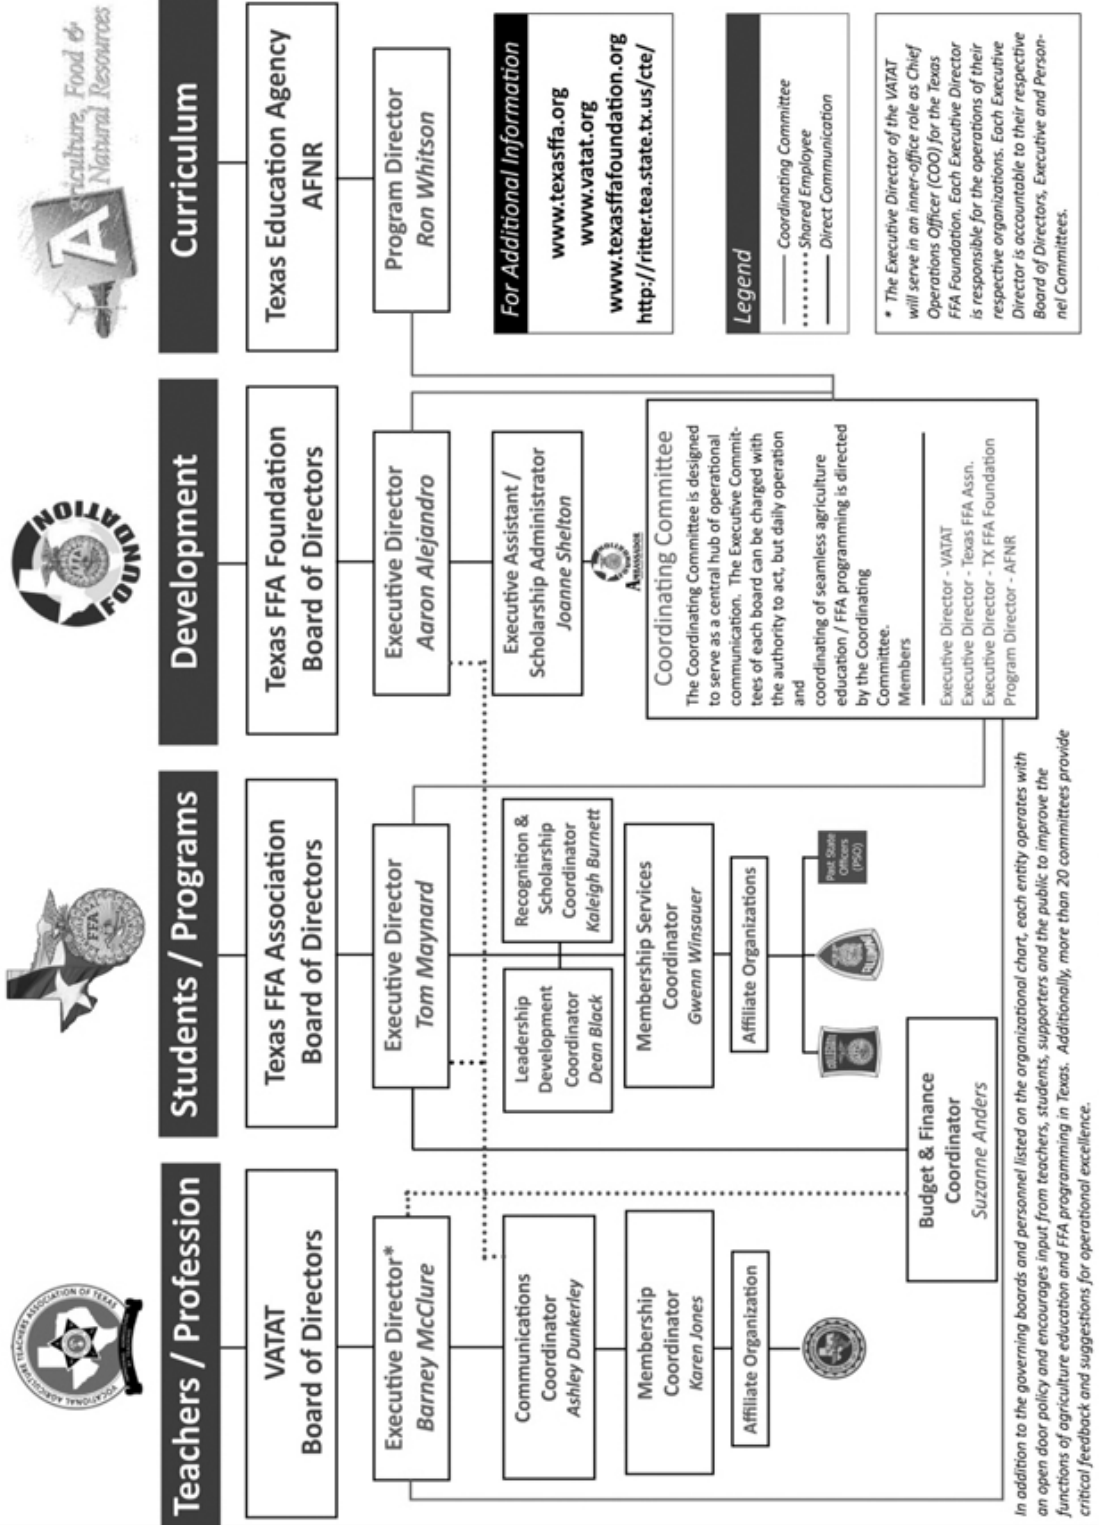 VOCATIONAL AGRICULTURE TEACHERS ASSOCIATION OF TEXAS
Teachers / Profession
VATAT
Board of Directors
Executive Director*
Barney McClure
Communications
Coordinator
Ashley Dunkerley
Membership
Coordinator
Karen Jones
Affiliate Organization
FFA
Students / Programs
Texas FFA Association
Board of Directors
Executive Director
Tom Maynard
Leadership
Development
Coordinator
Dean Black
Recognition &
Scholarship
Coordinator
Kaleigh Burnett
Membership Services
Coordinator
Gwenn Winsauer
Affiliate Organizations
Past State
Officers
(PSO)
Budget & Finance
Coordinator
Suzanne Anders
FFA
FOUNDATION
Development
Texas FFA Foundation
Board of Directors
Executive Director
Aaron Alejandro
Executive Assistant /
Scholarship Administrator
Joanne Shelton
AMBASSADOR
Coordinating Committee
The Coordinating Committee is designed
to serve as a central hub of operational
communication. The Executive Commit-
tees of each board can be charged with
the authority to act, but daily operation
and
coordinating of seamless agriculture
education / FFA programming is directed
by the Coordinating
Committee.
Members
Executive Director - VATAT
Executive Director - Texas FFA Assn.
Executive Director - TX FFA Foundation
Program Director - AFNR
A
griculture, Food &
Natural Resources
Curriculum
Texas Education Agency
AFNR
Program Director
Ron Whitson
For Additional Information
www.texasffa.org
www.vatat.org
www.texasffafoundation.org
http://ritter.tea.state.tx.us/cte/
Legend
Coordinating Committee
Shared Employee
Direct Communication
* The Executive Director of the VATAT
will serve in an inner-office role as Chief
Operations Officer (COO) for the Texas
FFA Foundation. Each Executive Director
is responsible for the operations of their
respective organizations. Each Executive
Director is accountable to their respective
Board of Directors, Executive and Person-
nel Committees.
In addition to the governing boards and personnel listed on the organizational chart, each entity operates with
an open door policy and encourages input from teachers, students, supporters and the public to improve the
functions of agriculture education and FFA programming in Texas. Additionally, more than 20 committees provide
critical feedback and suggestions for operational excellence.